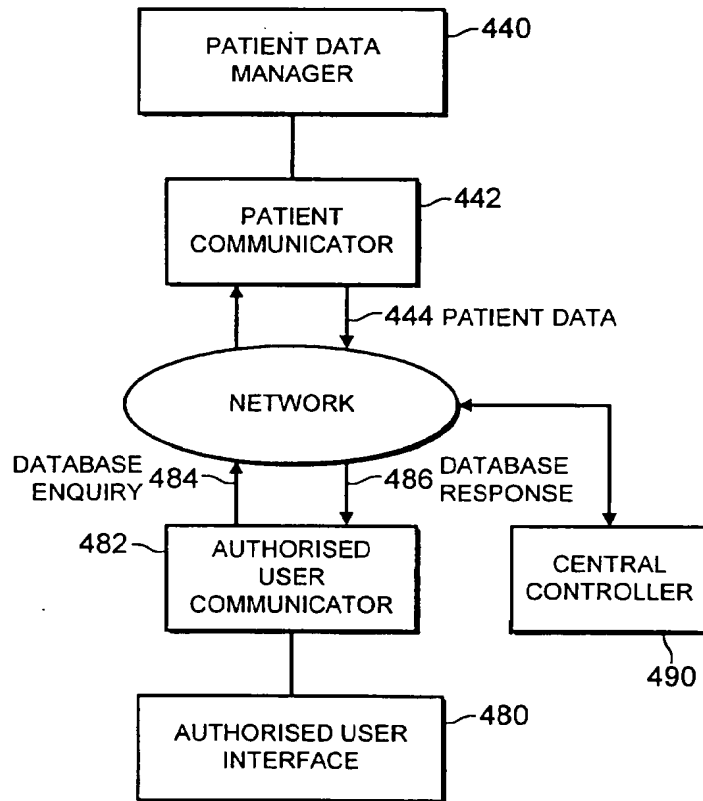 PATIENT DATA
MANAGER
440
PATIENT
COMMUNICATOR
442
444 PATIENT DATA
NETWORK
DATABASE
ENQUIRY
484
486
DATABASE
RESPONSE
482
AUTHORISED
USER
COMMUNICATOR
CENTRAL
CONTROLLER
490
AUTHORISED USER
INTERFACE
480